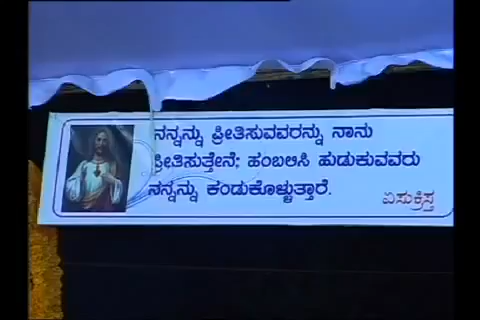 ನನ್ನನ್ನು ಪ್ರೀತಿಸುವವರನ್ನು ನಾನು
ಪ್ರೀತಿಸುತ್ತೇನೆ; ಹಂಬಲಿಸಿ ಹುಡುಕುವವರು
ನನ್ನನ್ನು ಕಂಡುಕೊಳ್ಳುತ್ತಾರೆ.
ಏಸುಕ್ರಿಸ್ತ